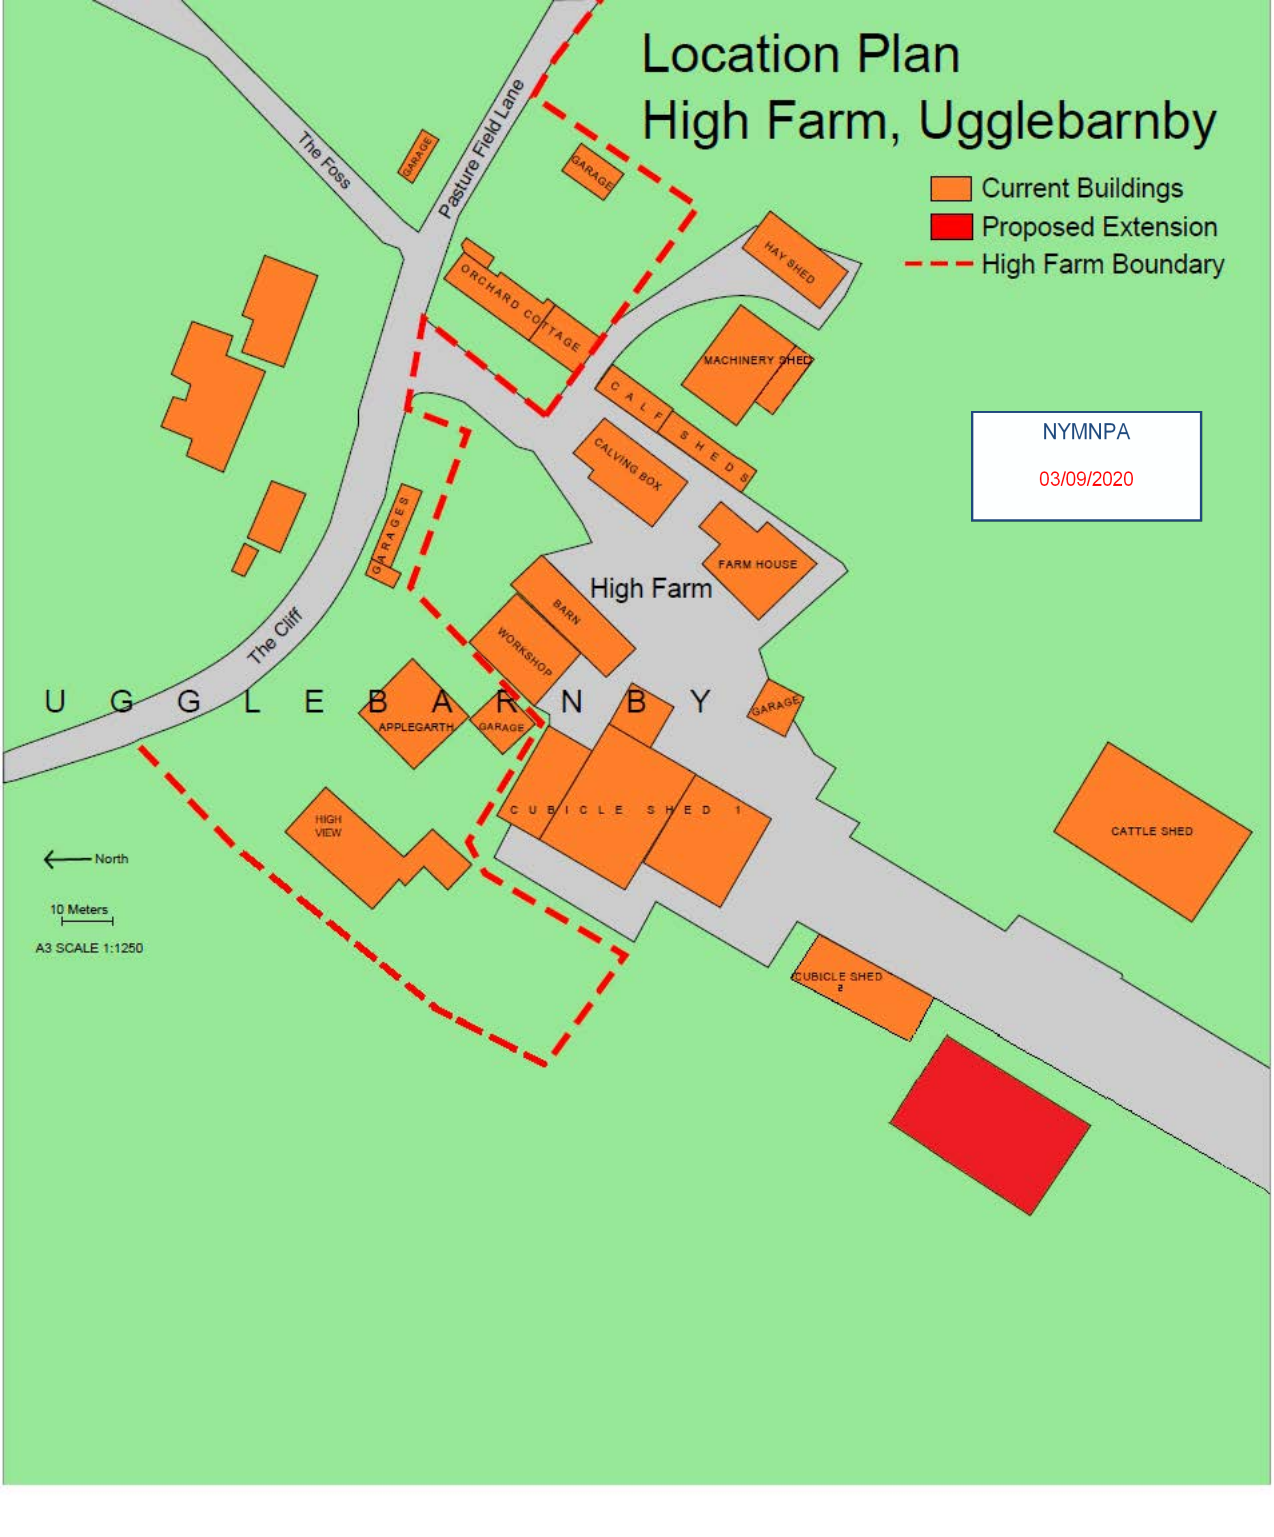 Location Plan
High Farm, Ugglebarnby
Current Buildings
Proposed Extension
High Farm Boundary
The Foss
Pasture Field Lane
GARAGE
GARAGE
ORCHARD COTTAGE
HAY SHED
MACHINERY SHED
CALF SHEDS
CALVING BOX
NYMNPA
03/09/2020
GARAGES
FARM HOUSE
High Farm
BARN
WORKSHOP
The Cliff
UGGLEBARNBY
APPLEGARTH
GARAGE
GARAGE
CUBICLE SHED 1
HIGH
VIEW
CATTLE SHED
North
10 Meters
A3 SCALE 1:1250
CUBICLE SHED
2